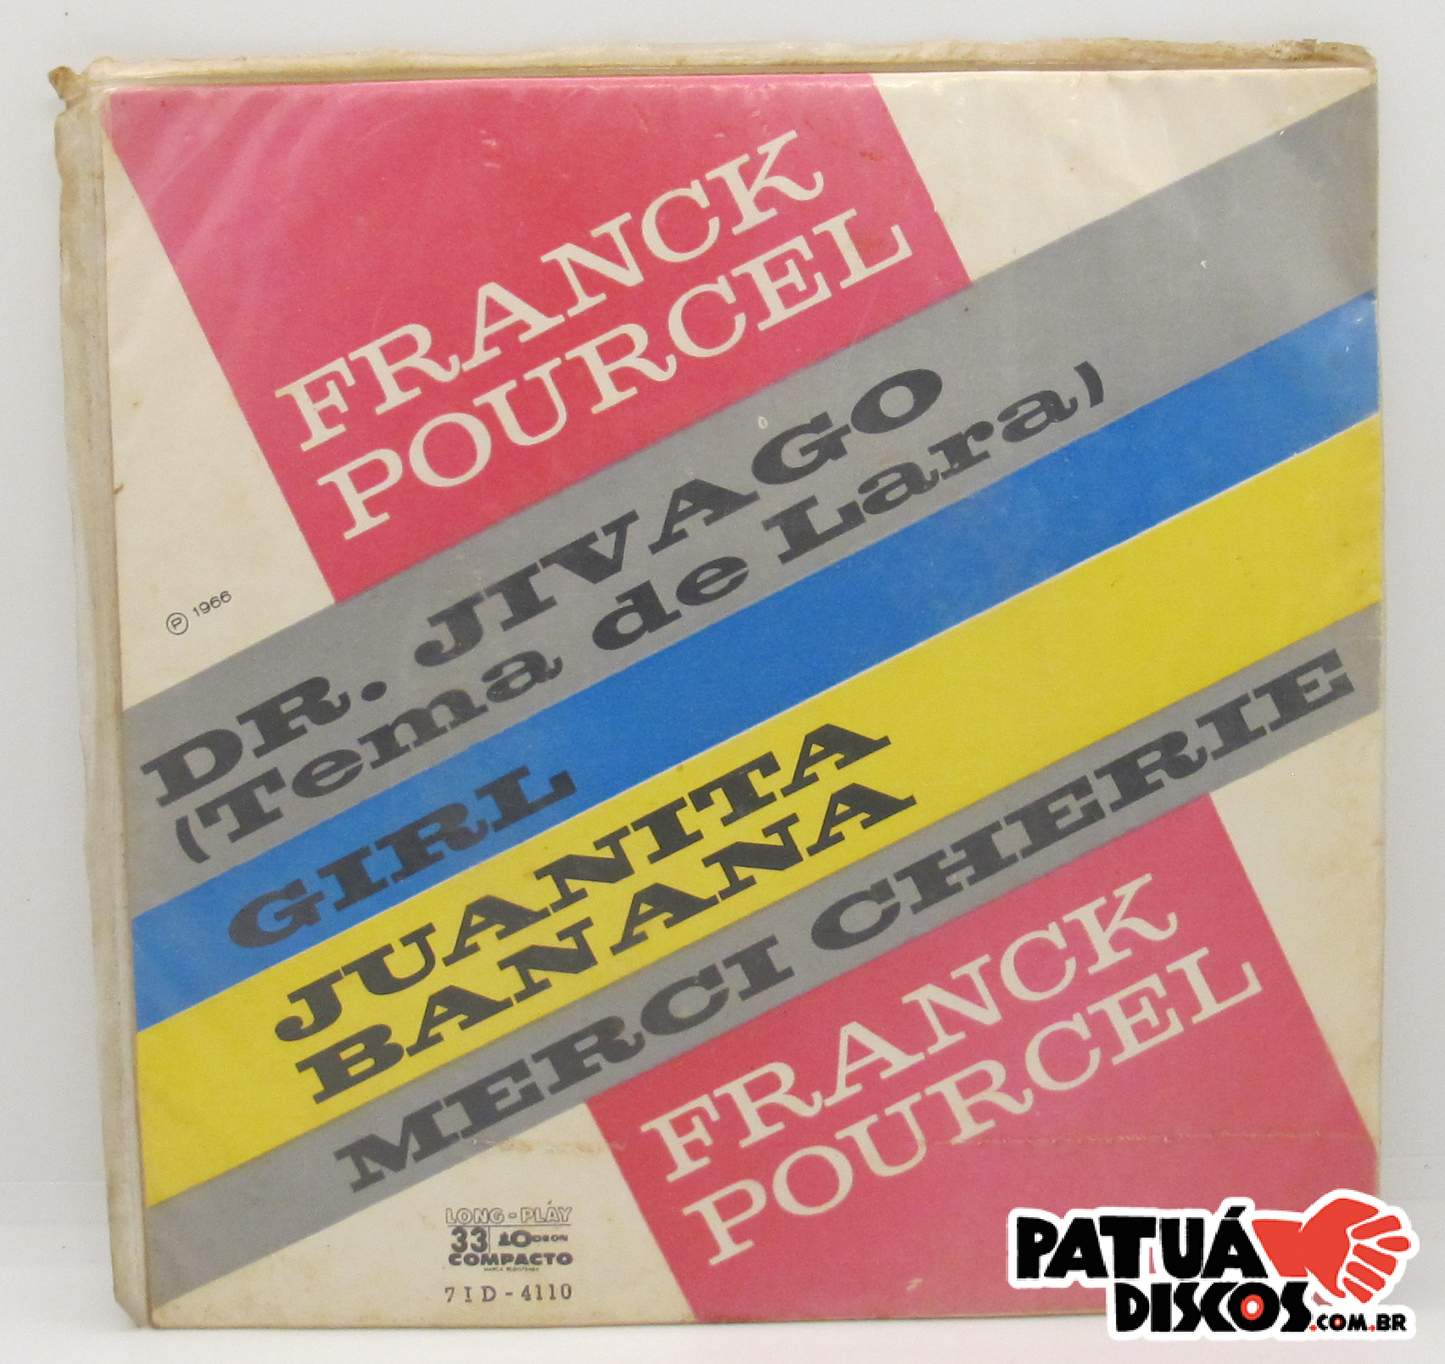 FRANCK
POURCEL
℗ 1966
DR. JIVAGO
(Tema de Lara)
GIRL
JUANITA
BANANA
MERCI CHERIE
FRANCK
POURCEL
LONG-PLÁY
33 ODEON
COMPACTO
7ID-4110
PATUÁ
DISCOS.COM.BR